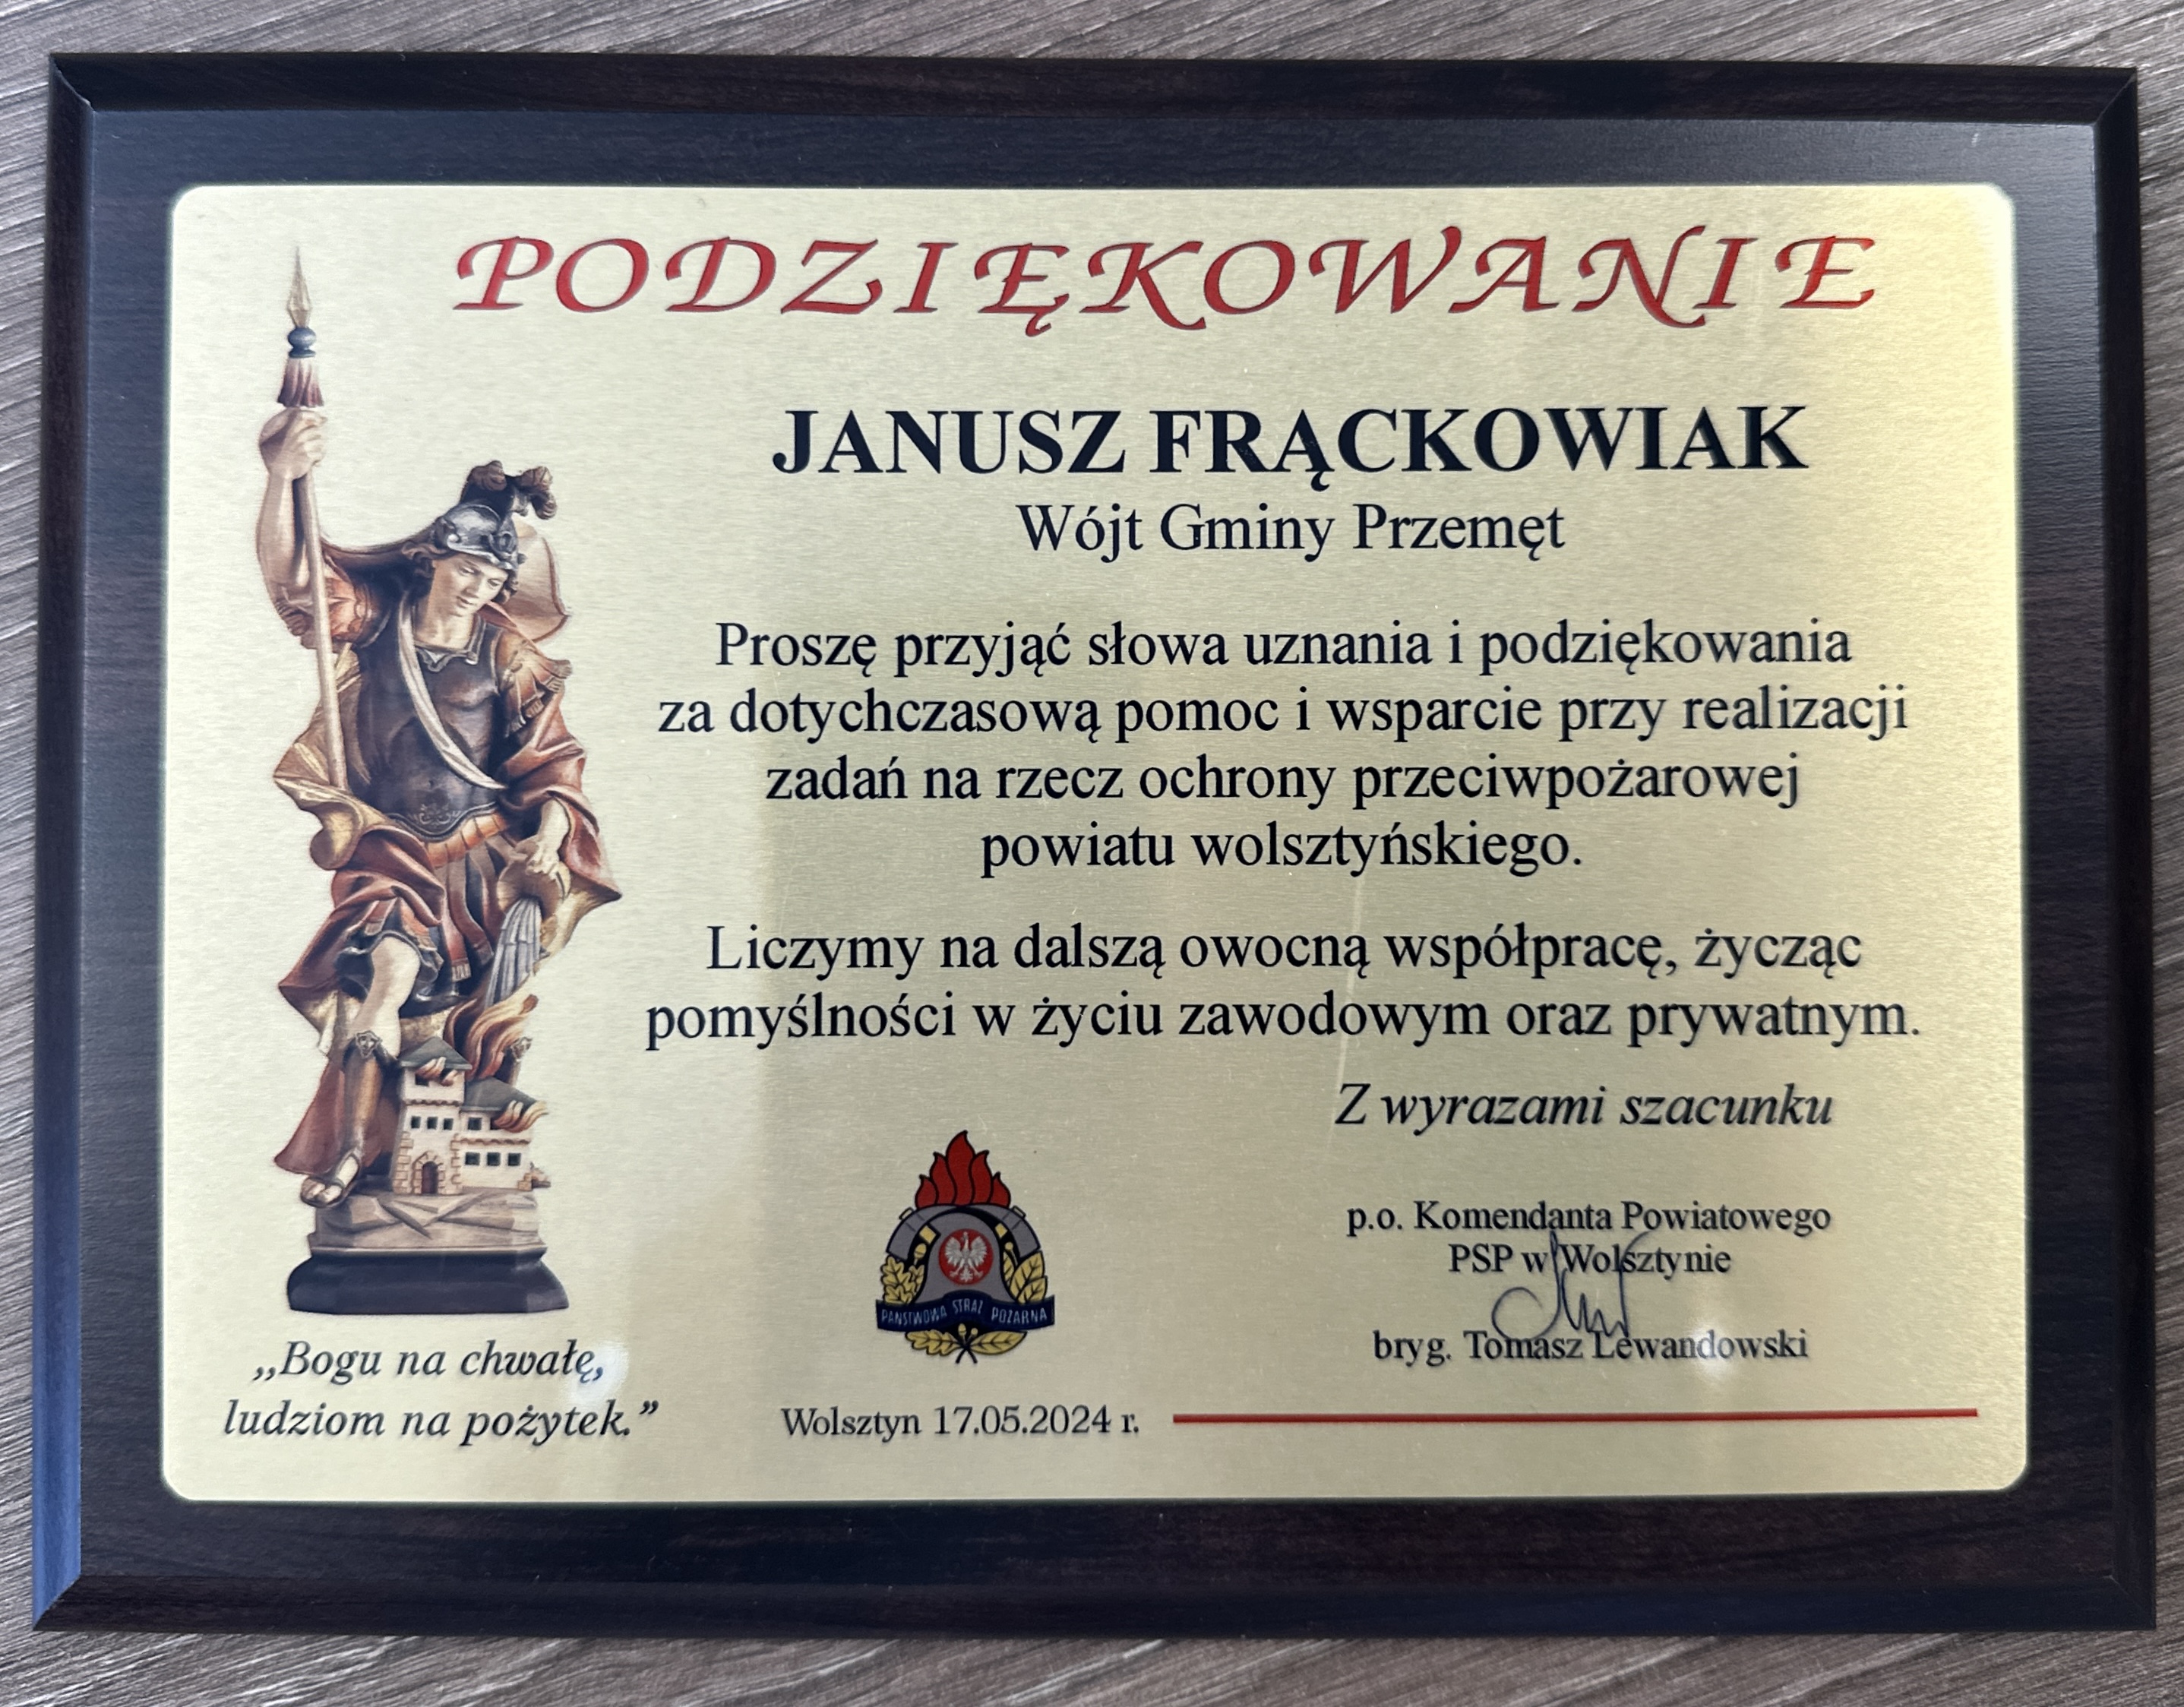 PODZIĘKOWANIE
JANUSZ FRĄCKOWIAK
Wójt Gminy Przemęt
Proszę przyjąć słowa uznania i podziękowania
za dotychczasową pomoc i wsparcie przy realizacji
zadań na rzecz ochrony przeciwpożarowej
powiatu wolsztyńskiego.
Liczymy na dalszą owocną współpracę, życząc
pomyślności w życiu zawodowym oraz prywatnym.
Z wyrazami szacunku
p.o. Komendanta Powiatowego
PSP w Wolsztynie
bryg. Tomasz Lewandowski
PAŃSTWOWA STRAŻ POŻARNA
„Bogu na chwałę,
ludziom na pożytek.”
Wolsztyn 17.05.2024 r.